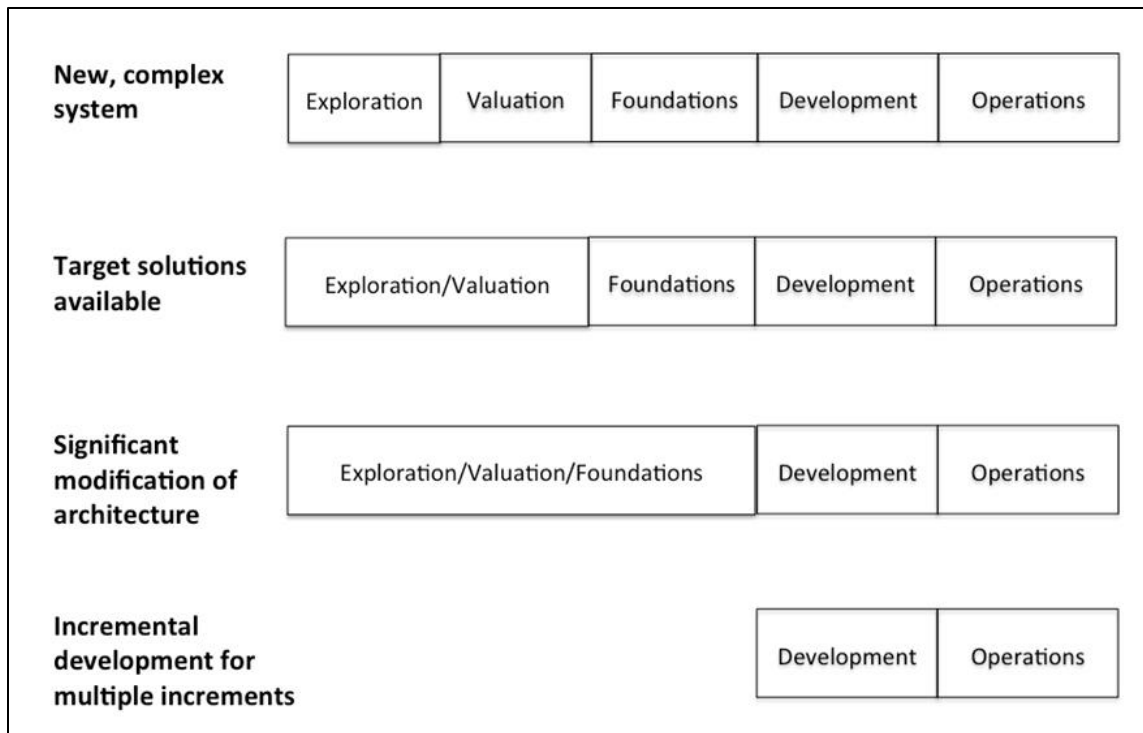 New, complex
system
Exploration
Valuation
Foundations
Development
Operations
Target solutions
available
Exploration/Valuation
Foundations
Development
Operations
Significant
modification of
architecture
Exploration/Valuation/Foundations
Development
Operations
Incremental
development for
multiple increments
Development
Operations